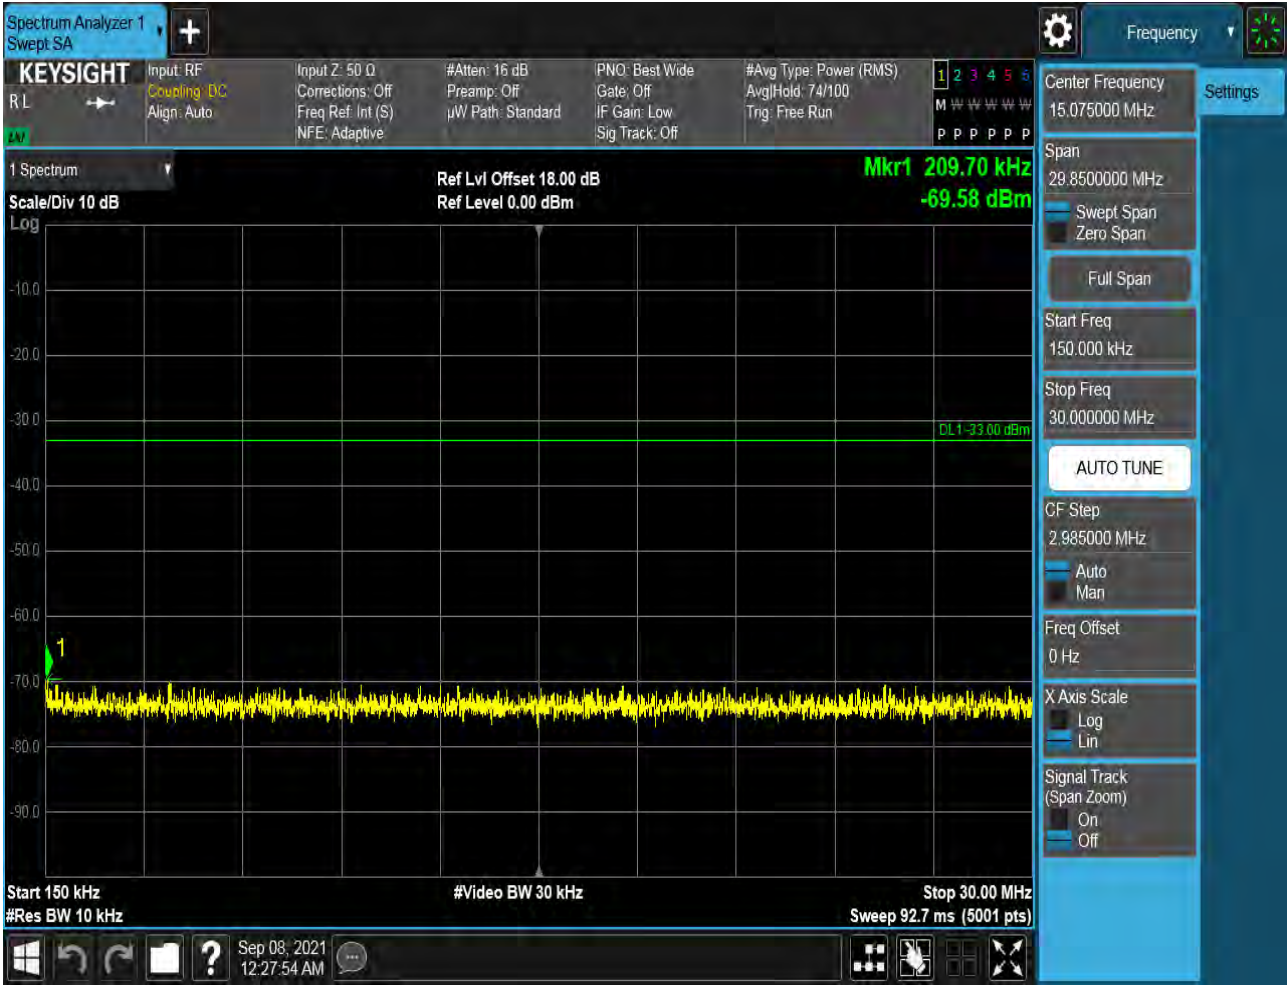 Spectrum Analyzer 1
Swept SA
Frequency
KEYSIGHT
R L
LNI
Input: RF
Coupling: DC
Align: Auto
Input Z: 50 Ω
Corrections: Off
Freq Ref: Int (S)
NFE: Adaptive
#Atten: 16 dB
Preamp: Off
µW Path: Standard
PNO: Best Wide
Gate: Off
IF Gain: Low
Sig Track: Off
#Avg Type: Power (RMS)
Avg|Hold: 74/100
Trig: Free Run
1 2 3 4 5 6
M W W W W W
P P P P P P
1 Spectrum
Scale/Div 10 dB
Log
Ref Lvl Offset 18.00 dB
Ref Level 0.00 dBm
Mkr1 209.70 kHz
-69.58 dBm
-10.0
-20.0
-30.0
DL1 -33.00 dBm
-40.0
-50.0
-60.0
1
-70.0
-80.0
-90.0
Start 150 kHz
#Res BW 10 kHz
#Video BW 30 kHz
Stop 30.00 MHz
Sweep 92.7 ms (5001 pts)
Center Frequency
15.075000 MHz
Span
29.8500000 MHz
Swept Span
Zero Span
Full Span
Start Freq
150.000 kHz
Stop Freq
30.000000 MHz
AUTO TUNE
CF Step
2.985000 MHz
Auto
Man
Freq Offset
0 Hz
X Axis Scale
Log
Lin
Signal Track
(Span Zoom)
On
Off
Settings
?
Sep 08, 2021
12:27:54 AM